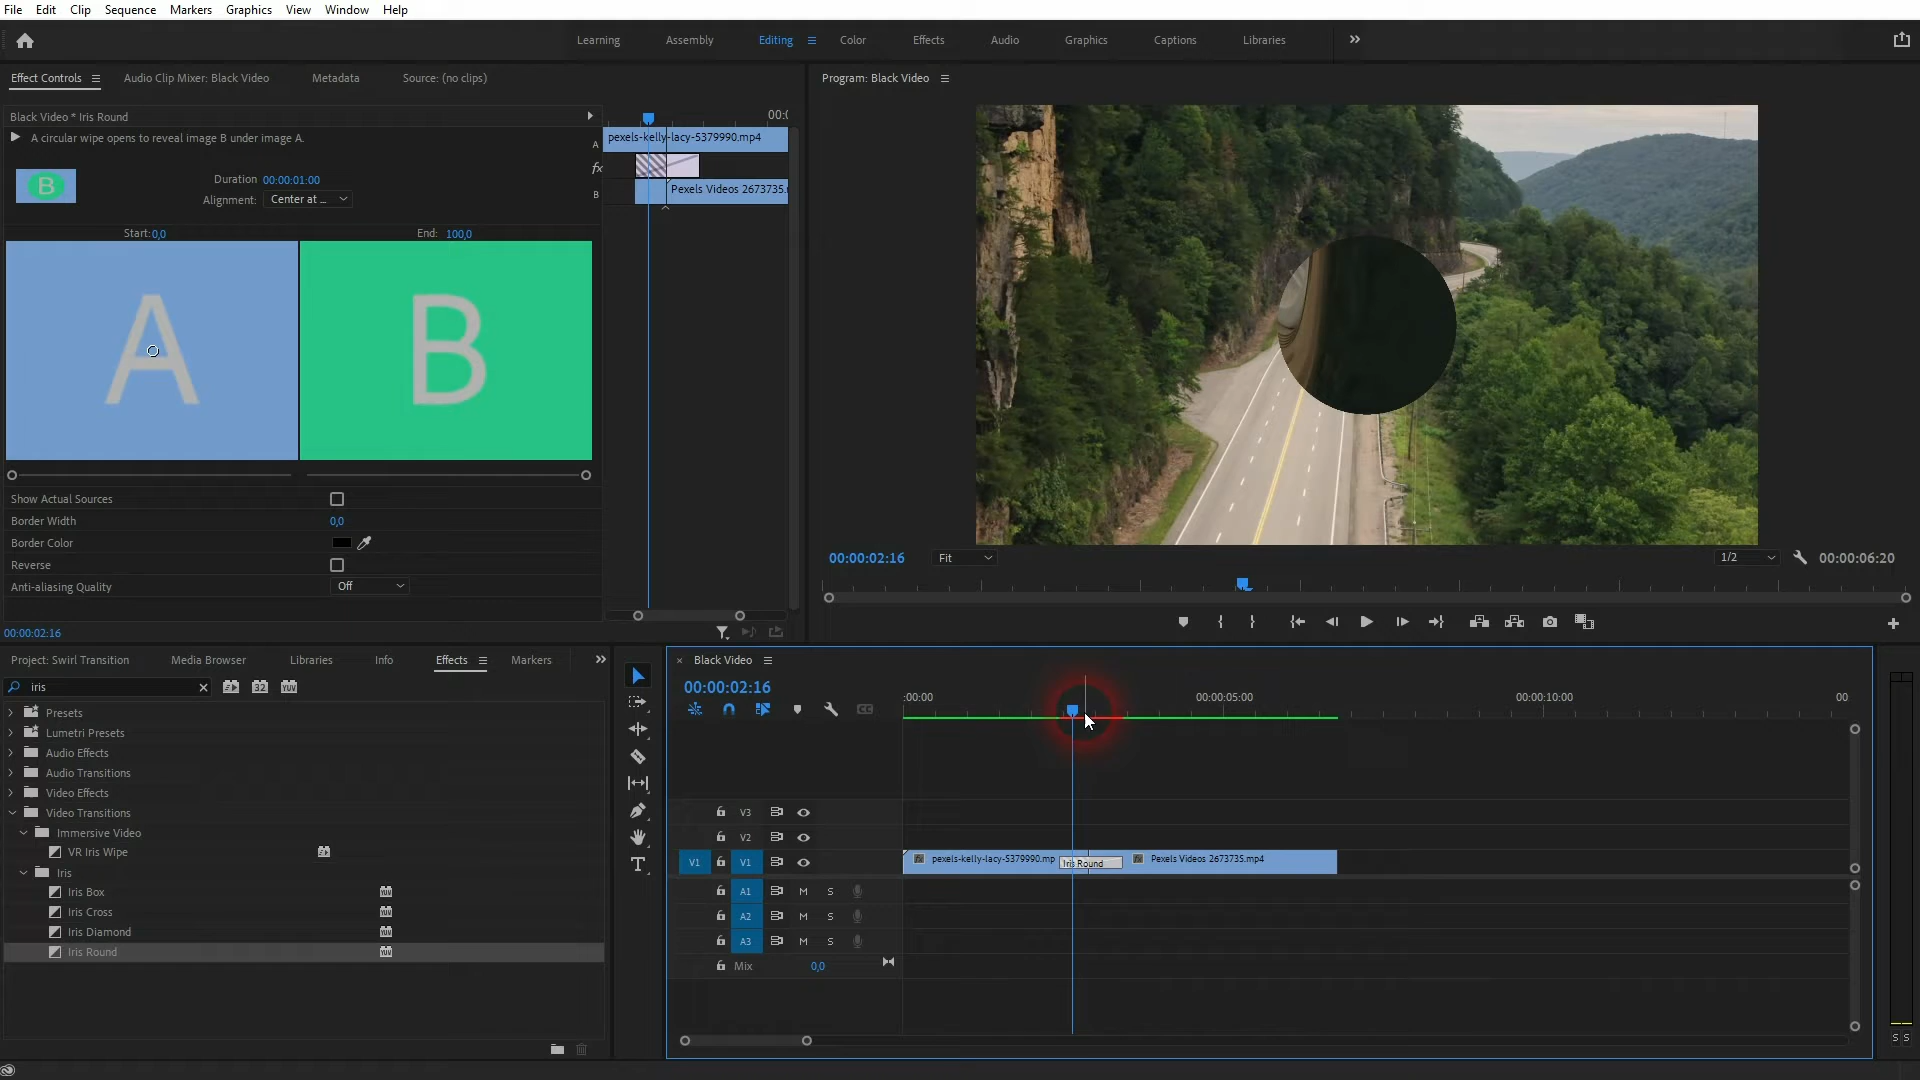 File Edit Clip Sequence Markers Graphics View Window Help
Learning Assembly Editing Color Effects Audio Graphics Captions Libraries
Effect Controls Audio Clip Mixer: Black Video Metadata Source: (no clips)
Program: Black Video
Black Video * Iris Round
A circular wipe opens to reveal image B under image A.
B
Duration 00:00:01:00
Alignment: Center at ...
Start: 0,0
End: 100,0
A
B
Show Actual Sources
Border Width 0,0
Border Color
Reverse
Anti-aliasing Quality Off
00:00:02:16
A pexels-kelly-lacy-5379990.mp4
fx
B Pexels Videos 2673735.
00:00:02:16 Fit 1/2 00:00:06:20
Project: Swirl Transition Media Browser Libraries Info Effects Markers
iris
32 YUV
Presets
Lumetri Presets
Audio Effects
Audio Transitions
Video Effects
Video Transitions
Immersive Video
VR Iris Wipe
Iris
Iris Box YUV
Iris Cross YUV
Iris Diamond YUV
Iris Round YUV
× Black Video
00:00:02:16
:00:00 00:00:05:00 00:00:10:00 00
V3
V2
V1 V1 pexels-kelly-lacy-5379990.mp Iris Round Pexels Videos 2673735.mp4
A1 M S
A2 M S
A3 M S
Mix 0,0
S S